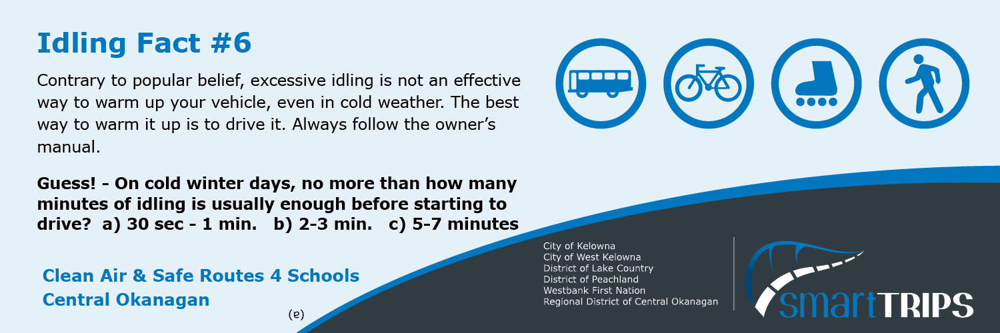 Idling Fact #6
Contrary to popular belief, excessive idling is not an effective
way to warm up your vehicle, even in cold weather. The best
way to warm it up is to drive it. Always follow the owner’s
manual.
Guess! - On cold winter days, no more than how many
minutes of idling is usually enough before starting to
drive?  a) 30 sec - 1 min.   b) 2-3 min.   c) 5-7 minutes
Clean Air & Safe Routes 4 Schools
Central Okanagan
(a)
City of Kelowna
City of West Kelowna
District of Lake Country
District of Peachland
Westbank First Nation
Regional District of Central Okanagan
smartTRIPS